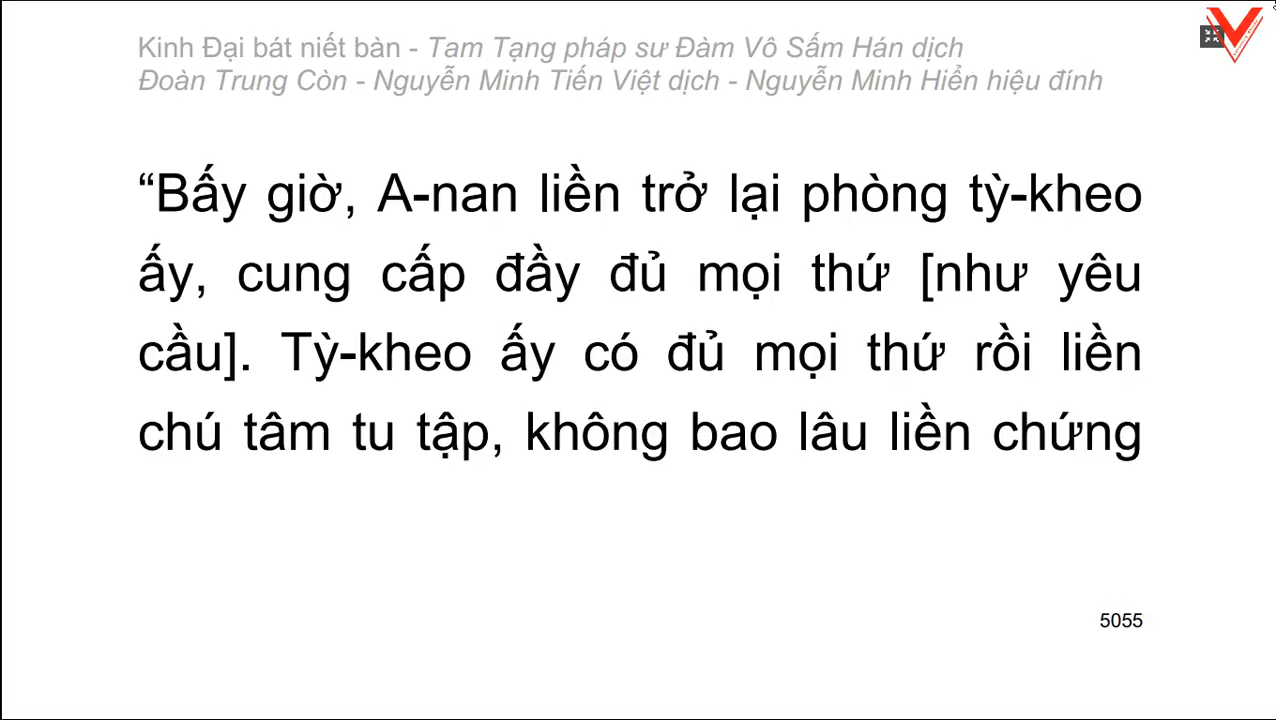 Kinh Đại bát niết bàn - Tam Tạng pháp sư Đàm Vô Sấm Hán dịch
Đoàn Trung Còn - Nguyễn Minh Tiến Việt dịch - Nguyễn Minh Hiển hiệu đính
“Bấy giờ, A-nan liền trở lại phòng tỳ-kheo
ấy, cung cấp đầy đủ mọi thứ [như yêu
cầu]. Tỳ-kheo ấy có đủ mọi thứ rồi liền
chú tâm tu tập, không bao lâu liền chứng
5055